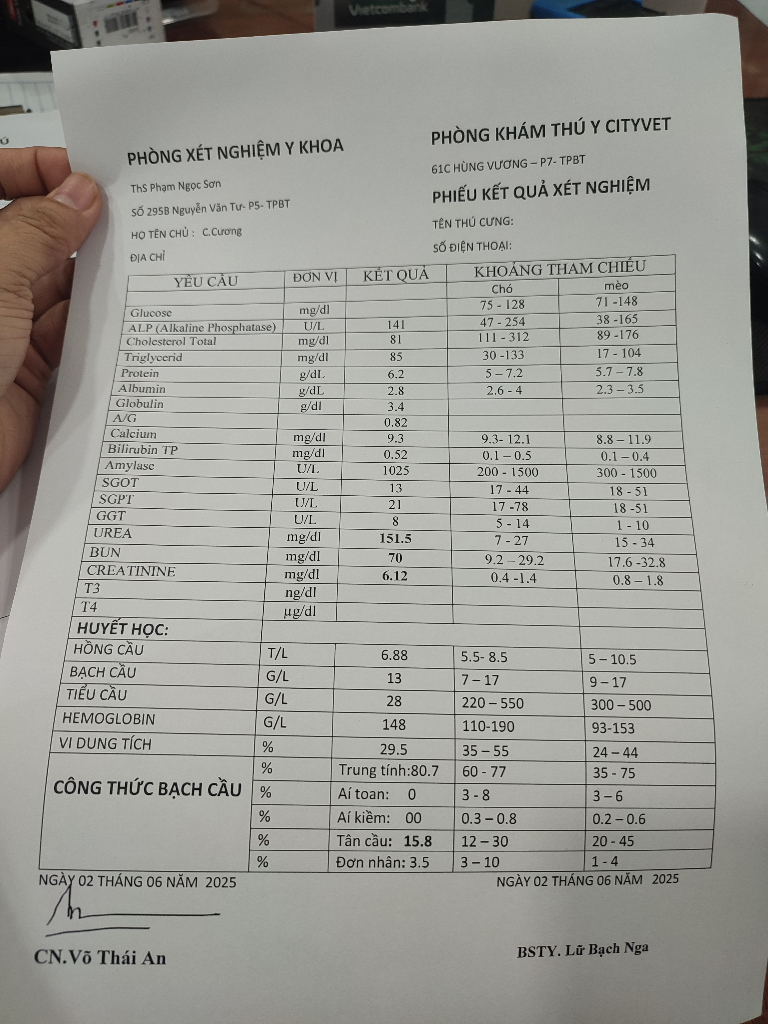 Vietcombank
PHÒNG XÉT NGHIỆM Y KHOA
ThS Phạm Ngọc Sơn
SỐ 295B Nguyễn Văn Tư- P5- TPBT
HỌ TÊN CHỦ : C.Cương
ĐỊA CHỈ
PHÒNG KHÁM THÚ Y CITYVET
61C HÙNG VƯƠNG – P7- TPBT
PHIẾU KẾT QUẢ XÉT NGHIỆM
TÊN THÚ CƯNG:
SỐ ĐIỆN THOẠI:
YÊU CẦU ĐƠN VỊ KẾT QUẢ KHOẢNG THAM CHIẾU
Chó mèo
Glucose mg/dl 75 - 128 71 -148
ALP (Alkaline Phosphatase) U/L 141 47 - 254 38 -165
Cholesterol Total mg/dl 81 111 - 312 89 -176
Triglycerid mg/dl 85 30 -133 17 - 104
Protein g/dL 6.2 5 – 7.2 5.7 – 7.8
Albumin g/dL 2.8 2.6 - 4 2.3 – 3.5
Globulin g/dl 3.4
A/G 0.82
Calcium mg/dl 9.3 9.3- 12.1 8.8 – 11.9
Bilirubin TP mg/dl 0.52 0.1 – 0.5 0.1 – 0.4
Amylase U/L 1025 200 - 1500 300 - 1500
SGOT U/L 13 17 - 44 18 - 51
SGPT U/L 21 17 -78 18 -51
GGT U/L 8 5 - 14 1 - 10
UREA mg/dl 151.5 7 - 27 15 - 34
BUN mg/dl 70 9.2 – 29.2 17.6 -32.8
CREATININE mg/dl 6.12 0.4 -1.4 0.8 – 1.8
T3 ng/dl
T4 µg/dl
HUYẾT HỌC:
HỒNG CẦU T/L 6.88 5.5- 8.5 5 – 10.5
BẠCH CẦU G/L 13 7 – 17 9 – 17
TIỂU CẦU G/L 28 220 – 550 300 – 500
HEMOGLOBIN G/L 148 110-190 93-153
VI DUNG TÍCH % 29.5 35 – 55 24 – 44
CÔNG THỨC BẠCH CẦU % Trung tính:80.7 60 - 77 35 - 75
% Aí toan: 0 3 - 8 3 – 6
% Aí kiềm: 00 0.3 – 0.8 0.2 – 0.6
% Tân cầu: 15.8 12 – 30 20 - 45
% Đơn nhân: 3.5 3 – 10 1 - 4
NGÀY 02 THÁNG 06 NĂM 2025 NGÀY 02 THÁNG 06 NĂM 2025
CN.Võ Thái An BSTY. Lữ Bạch Nga